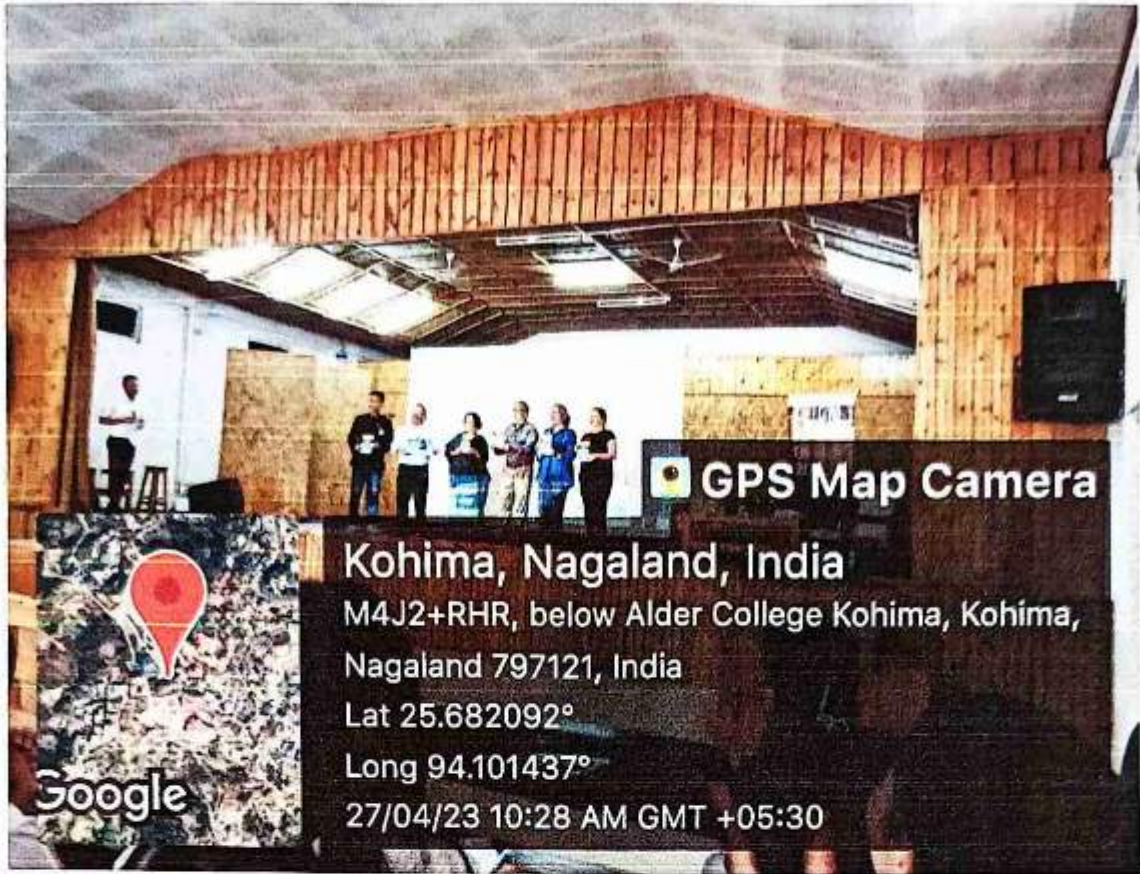 GPS Map Camera
Kohima, Nagaland, India
M4J2+RHR, below Alder College Kohima, Kohima,
Nagaland 797121, India
Lat 25.682092°
Long 94.101437°
27/04/23 10:28 AM GMT +05:30
Google